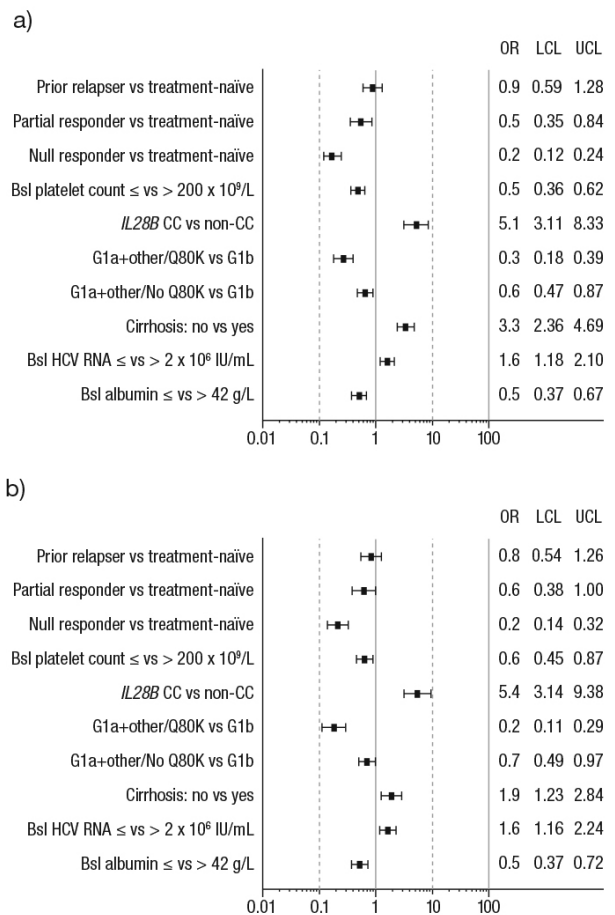 a)
OR LCL UCL
Prior relapser vs treatment-naïve 0.9 0.59 1.28
Partial responder vs treatment-naïve 0.5 0.35 0.84
Null responder vs treatment-naïve 0.2 0.12 0.24
Bsl platelet count ≤ vs > 200 x 10⁹/L 0.5 0.36 0.62
IL28B CC vs non-CC 5.1 3.11 8.33
G1a+other/Q80K vs G1b 0.3 0.18 0.39
G1a+other/No Q80K vs G1b 0.6 0.47 0.87
Cirrhosis: no vs yes 3.3 2.36 4.69
Bsl HCV RNA ≤ vs > 2 x 10⁶ IU/mL 1.6 1.18 2.10
Bsl albumin ≤ vs > 42 g/L 0.5 0.37 0.67
0.01 0.1 1 10 100
b)
OR LCL UCL
Prior relapser vs treatment-naïve 0.8 0.54 1.26
Partial responder vs treatment-naïve 0.6 0.38 1.00
Null responder vs treatment-naïve 0.2 0.14 0.32
Bsl platelet count ≤ vs > 200 x 10⁹/L 0.6 0.45 0.87
IL28B CC vs non-CC 5.4 3.14 9.38
G1a+other/Q80K vs G1b 0.2 0.11 0.29
G1a+other/No Q80K vs G1b 0.7 0.49 0.97
Cirrhosis: no vs yes 1.9 1.23 2.84
Bsl HCV RNA ≤ vs > 2 x 10⁶ IU/mL 1.6 1.16 2.24
Bsl albumin ≤ vs > 42 g/L 0.5 0.37 0.72
0.01 0.1 1 10 100